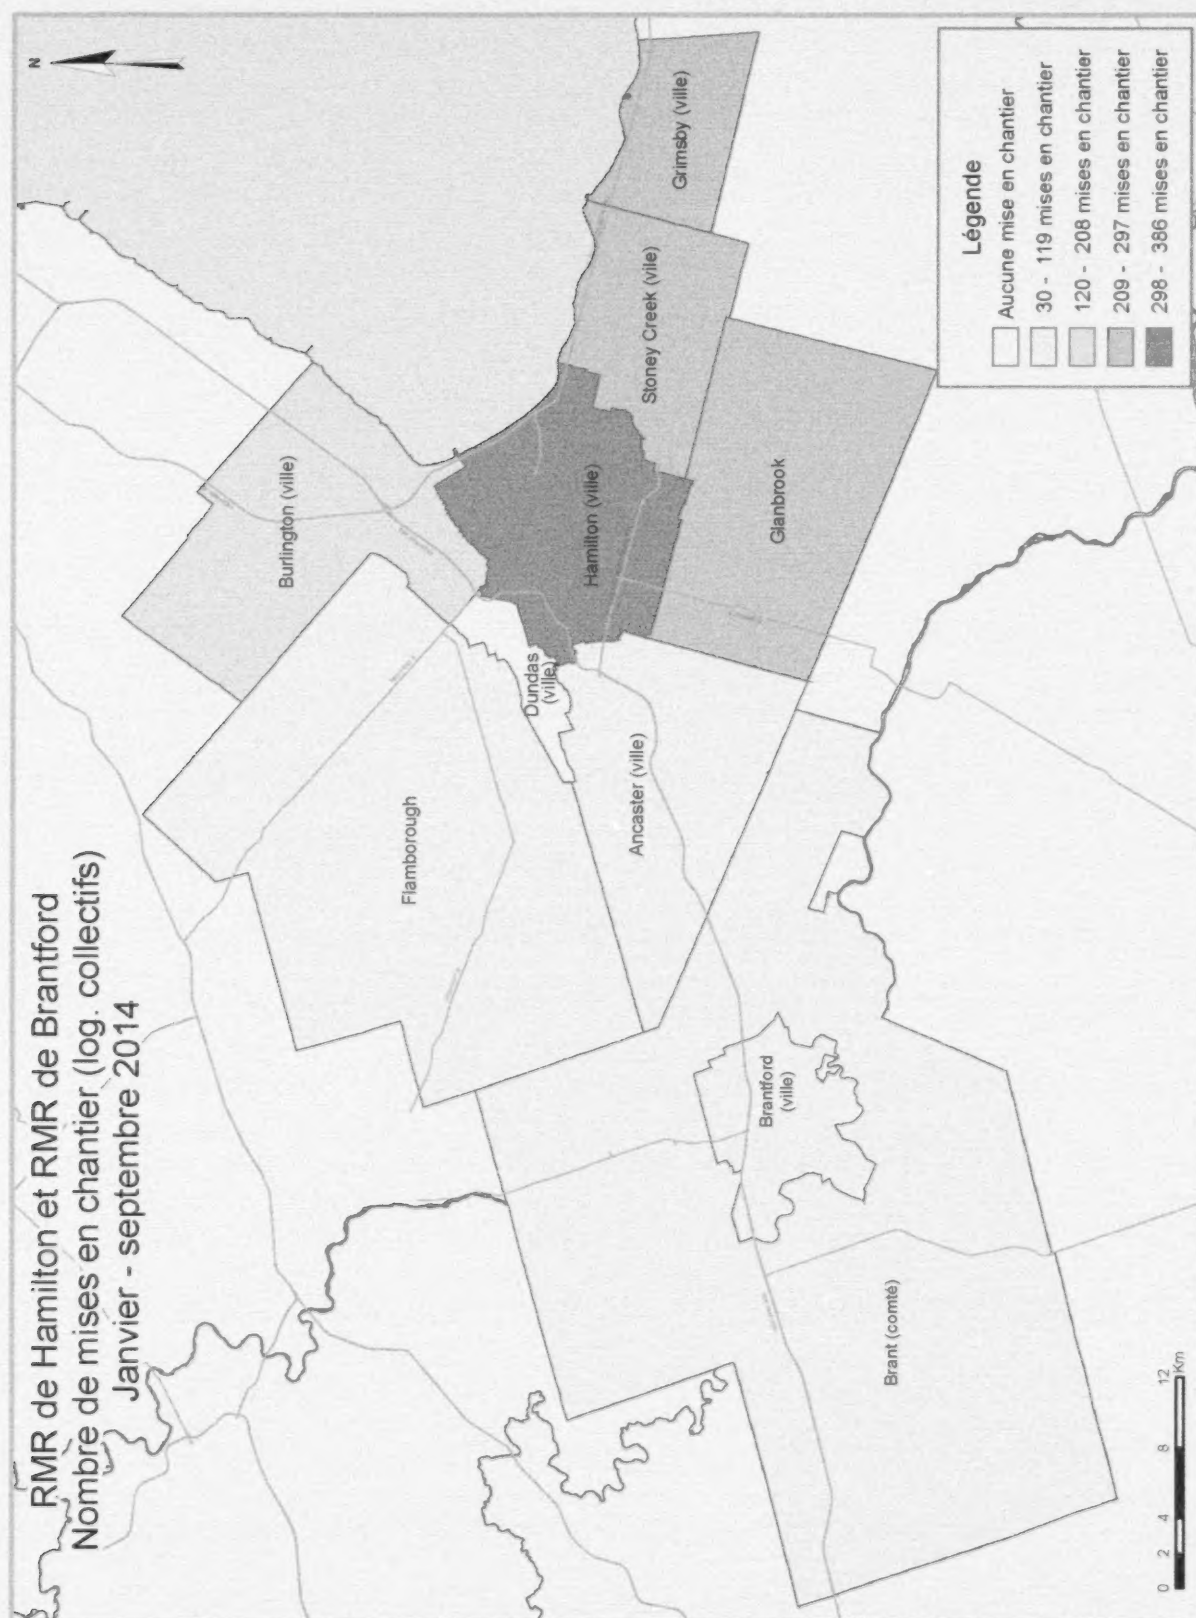 RMR de Hamilton et RMR de Brantford
Nombre de mises en chantier (log. collectifs)
Janvier - septembre 2014
N
Burlington (ville)
Flamborough
Dundas
(ville)
Hamilton (ville)
Stoney Creek (vile)
Grimsby (ville)
Ancaster (ville)
Glanbrook
Brantford
(ville)
Brant (comté)
Légende
Aucune mise en chantier
30 - 119 mises en chantier
120 - 208 mises en chantier
209 - 297 mises en chantier
298 - 386 mises en chantier
0 2 4 8 12
Km